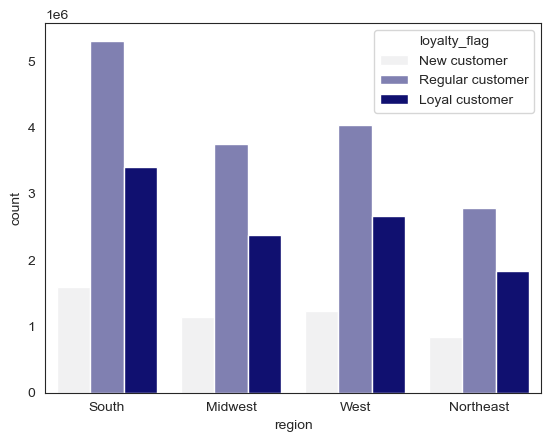 1e6
loyalty_flag
New customer
Regular customer
Loyal customer
5
4
3
2
1
0
count
South Midwest West Northeast
region